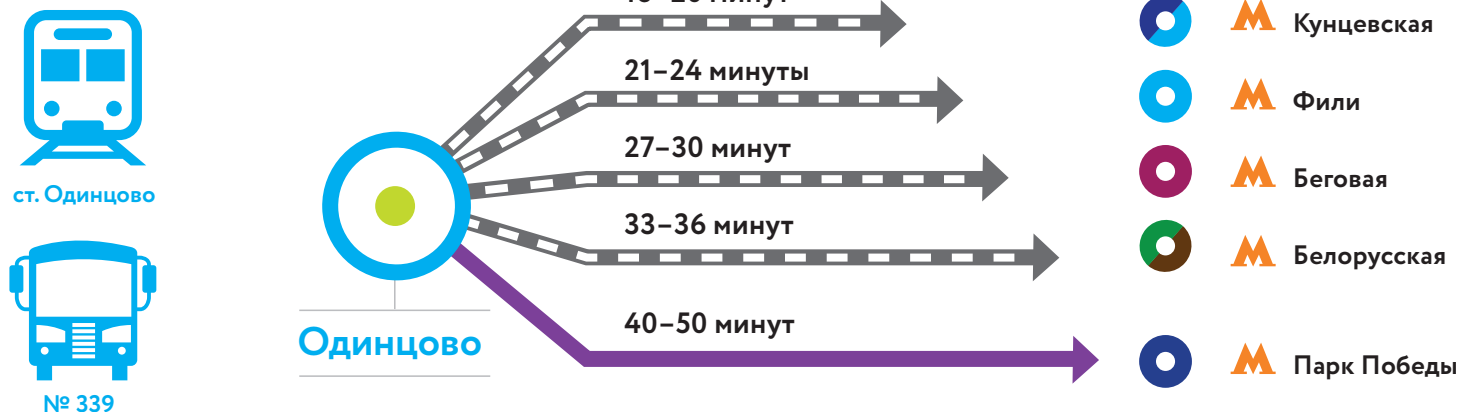 Кунцевская
21–24 минуты
Фили
27–30 минут
Беговая
ст. Одинцово
33–36 минут
Белорусская
40–50 минут
Одинцово
Парк Победы
№ 339